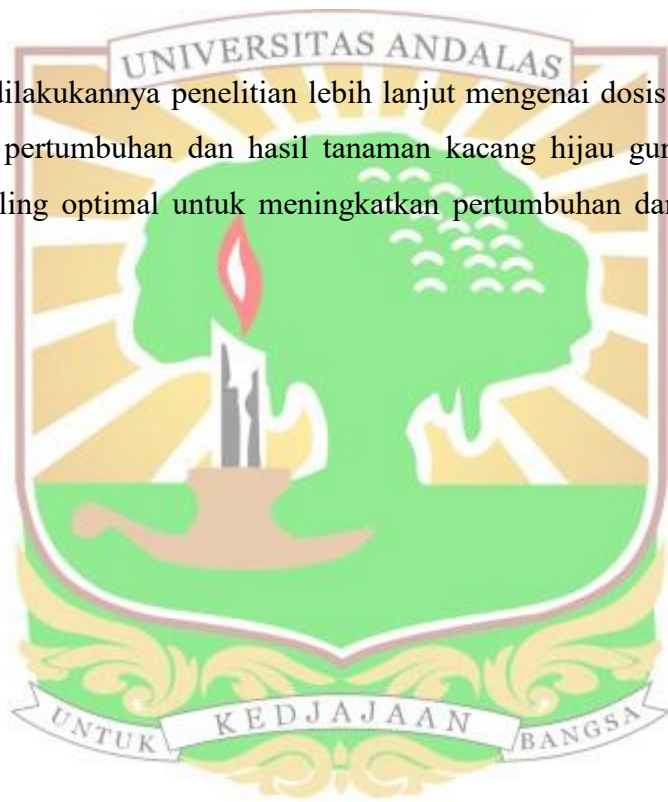 UNIVERSITAS ANDALAS
dilakukannya penelitian lebih lanjut mengenai dosis
pertumbuhan dan hasil tanaman kacang hijau gun
ling optimal untuk meningkatkan pertumbuhan dan
UNTUK KEDJAJAAN BANGSA